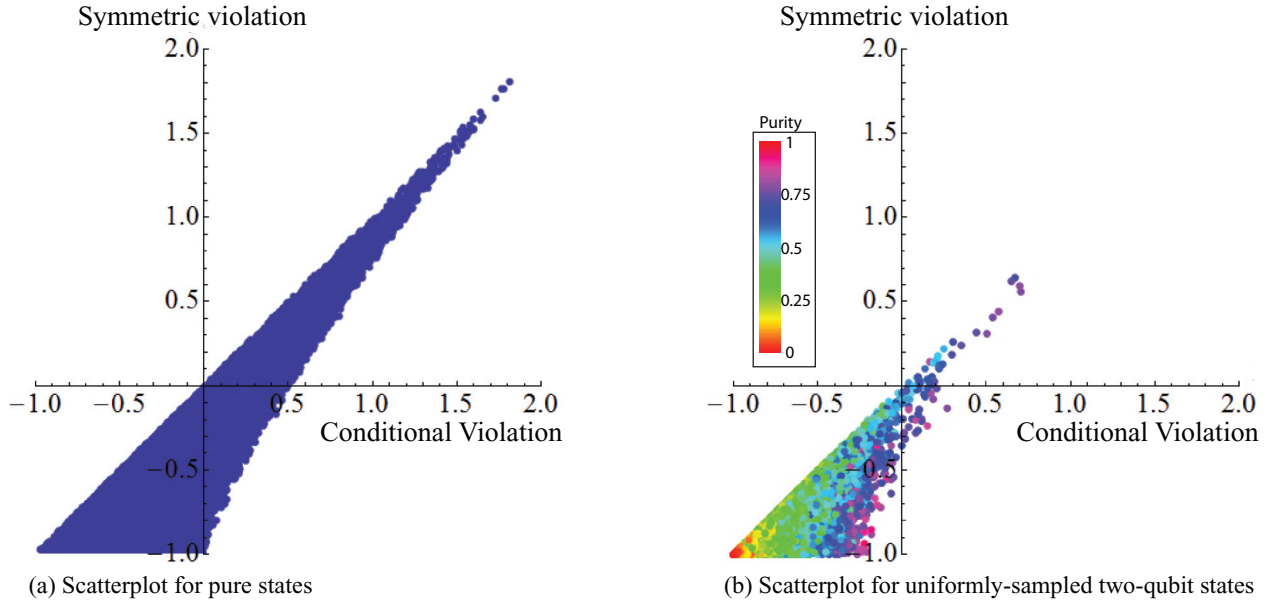 Symmetric violation
2.0
1.5
1.0
0.5
−1.0 −0.5 0.5 1.0 1.5 2.0
Conditional Violation
−0.5
−1.0
(a) Scatterplot for pure states
Symmetric violation
2.0
1.5
1.0
0.5
Purity
1
0.75
0.5
0.25
0
−1.0 −0.5 0.5 1.0 1.5 2.0
Conditional Violation
−0.5
−1.0
(b) Scatterplot for uniformly-sampled two-qubit states